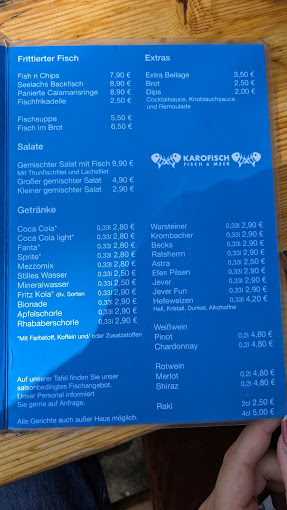 Frittierter Fisch
Fish n Chips 7,90 €
Seelachs Backfisch 8,90 €
Panierte Calamarisringe 8,90 €
Fischfrikadelle 2,50 €
Fischsuppe 5,50 €
Fisch im Brot 6,50 €
Salate
Gemischter Salat mit Fisch 9,90 €
Mit Thunfischfilet und Lachsfilet
Großer gemischter Salat 4,90 €
Kleiner gemischter Salat 2,90 €
Getränke
Coca Cola* 0,33l 2,80 €
Coca Cola light* 0,33l 2,80 €
Fanta* 0,33l 2,80 €
Sprite* 0,33l 2,80 €
Mezzomix 0,33l 2,80 €
Stilles Wasser 0,33l 2,50 €
Mineralwasser 0,33l 2,50 €
Fritz Kola* div. Sorten 0,33l 2,90 €
Bionade 0,33l 2,90 €
Apfelschorle 0,33l 2,90 €
Rhababerschorle 0,33l 2,90 €
*Mit Farbstoff, Koffein und/ oder Zusatzstoffen
Auf unserer Tafel finden Sie unser
saisonbedingtes Fischangebot.
Unser Personal informiert
Sie gerne auf Anfrage.
Alle Gerichte auch außer Haus möglich.
Extras
Extra Beilage 3,50 €
Brot 2,50 €
Dips 2,00 €
Cocktailsauce, Knoblauchsauce
und Remoulade
KAROFISCH
FISCH & MEER
Warsteiner 0,33l 2,90 €
Krombacher 0,33l 2,90 €
Becks 0,33l 2,90 €
Ratsherrn 0,33l 2,90 €
Astra 0,33l 2,90 €
Efes Pilsen 0,33l 2,90 €
Jever 0,33l 2,90 €
Jever Fun 0,33l 2,90 €
Hefeweizen 0,33l 4,20 €
Hell, Kristall, Dunkel, Alkoholfrei
Weißwein
Pinot 0,2l 4,80 €
Chardonnay 0,2l 4,80 €
Rotwein
Merlot 0,2l 4,80 €
Shiraz 0,2l 4,80 €
Raki 2cl 2,50 €
4cl 5,00 €